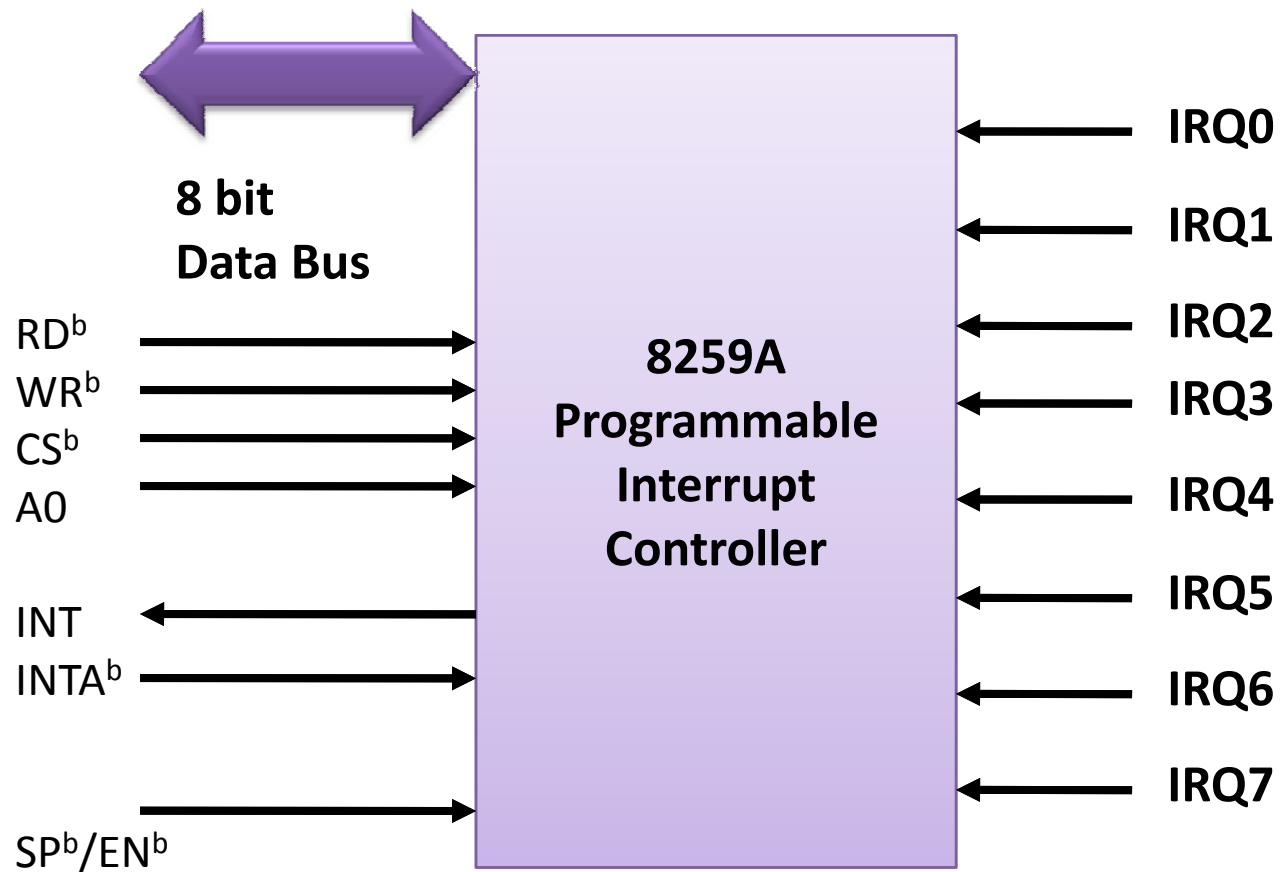 8 bit
Data Bus
RDᵇ
WRᵇ
CSᵇ
A0
INT
INTAᵇ
SPᵇ/ENᵇ
8259A
Programmable
Interrupt
Controller
IRQ0
IRQ1
IRQ2
IRQ3
IRQ4
IRQ5
IRQ6
IRQ7